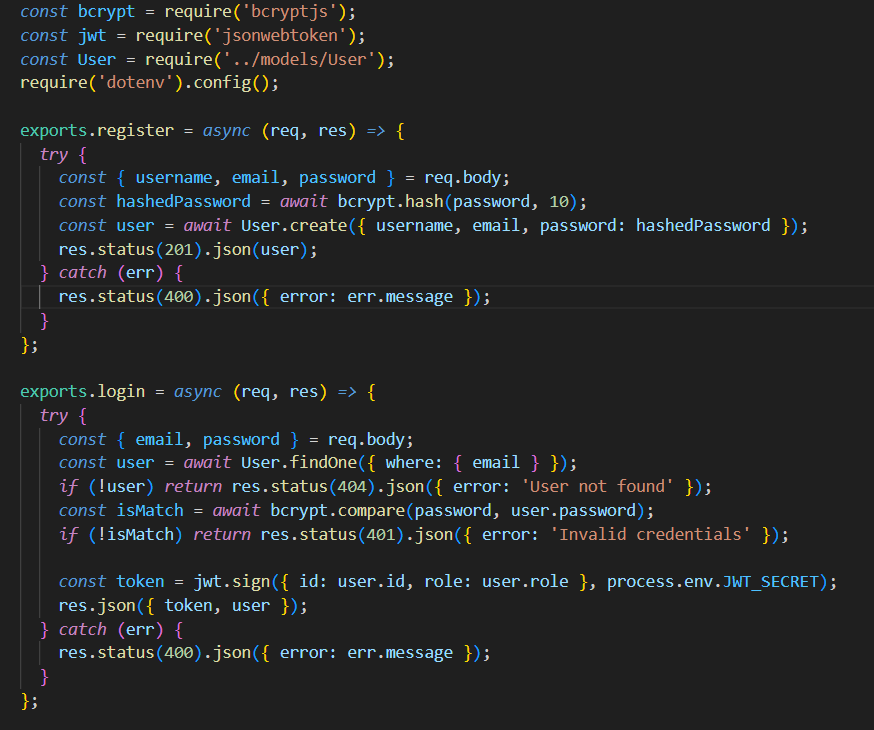 const bcrypt = require('bcryptjs');
const jwt = require('jsonwebtoken');
const User = require('../models/User');
require('dotenv').config();
exports.register = async (req, res) => {
try {
const { username, email, password } = req.body;
const hashedPassword = await bcrypt.hash(password, 10);
const user = await User.create({ username, email, password: hashedPassword });
res.status(201).json(user);
} catch (err) {
res.status(400).json({ error: err.message });
}
};
exports.login = async (req, res) => {
try {
const { email, password } = req.body;
const user = await User.findOne({ where: { email } });
if (!user) return res.status(404).json({ error: 'User not found' });
const isMatch = await bcrypt.compare(password, user.password);
if (!isMatch) return res.status(401).json({ error: 'Invalid credentials' });
const token = jwt.sign({ id: user.id, role: user.role }, process.env.JWT_SECRET);
res.json({ token, user });
} catch (err) {
res.status(400).json({ error: err.message });
}
};